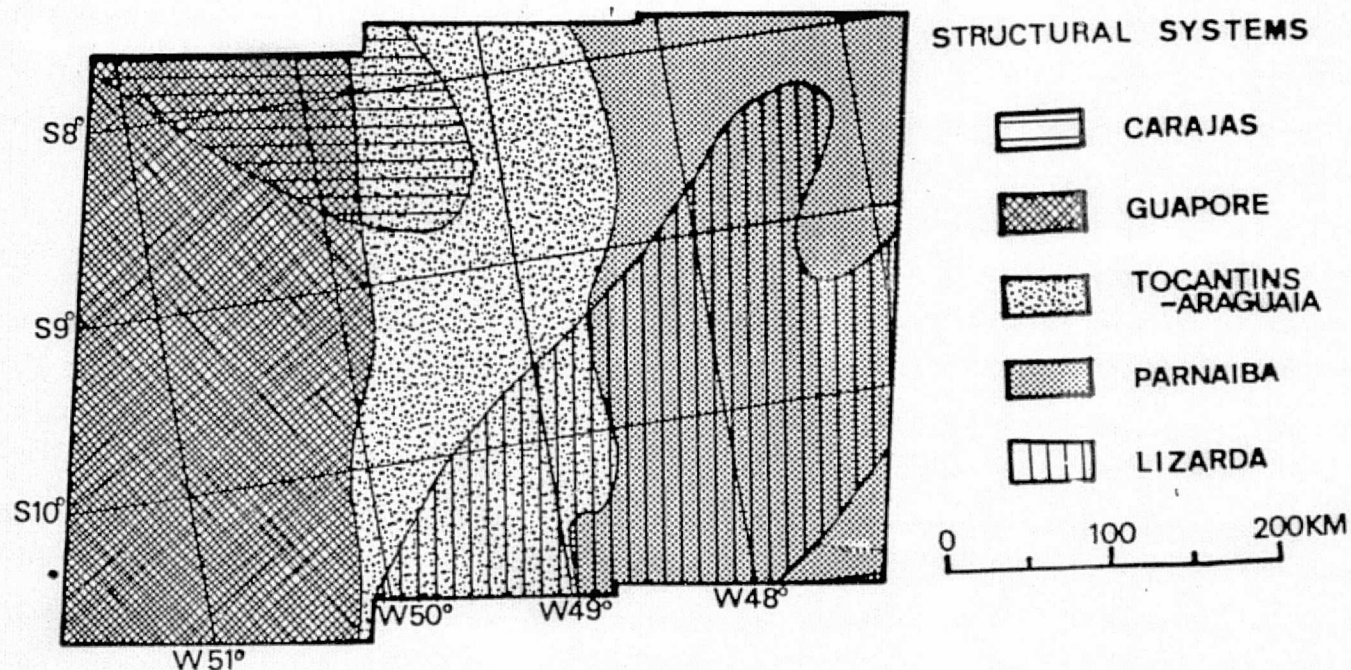 STRUCTURAL SYSTEMS
CARAJAS
GUAPORE
TOCANTINS
-ARAGUAIA
PARNAIBA
LIZARDA
0 100 200KM
S8°
S9°
S10°
W51°
W50°
W49°
W48°